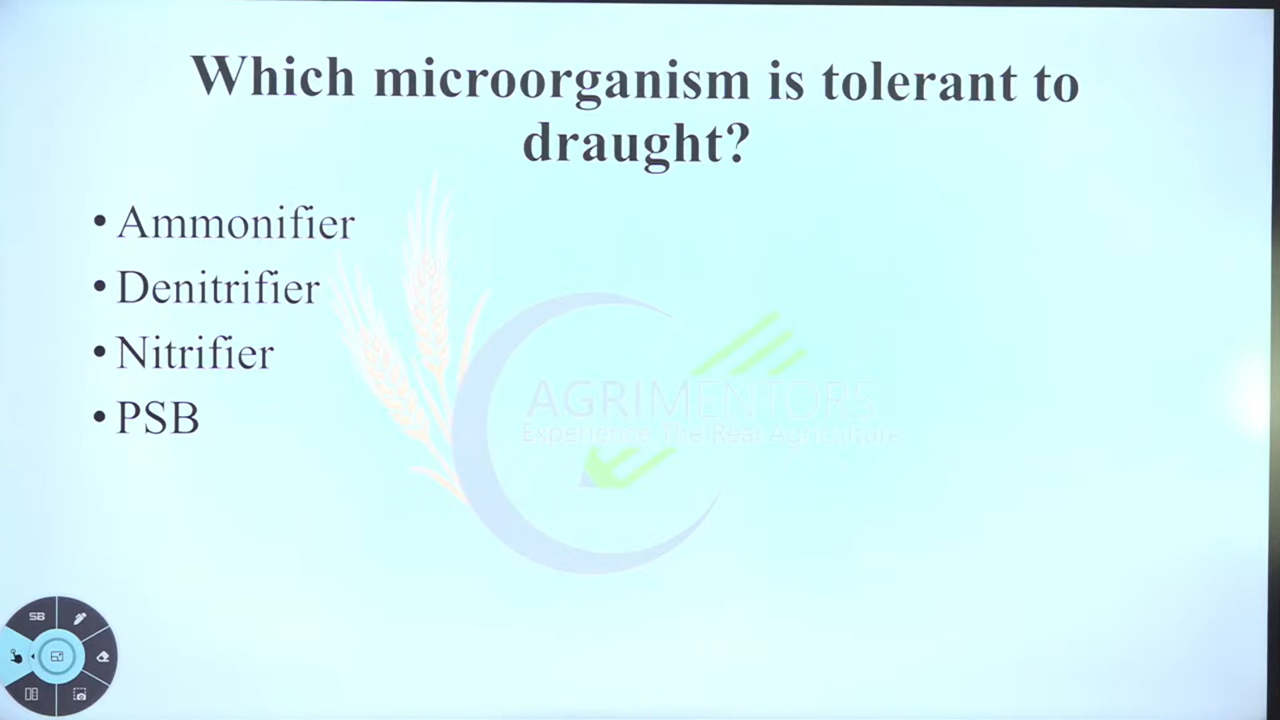 Which microorganism is tolerant to
draught?
• Ammonifier
• Denitrifier
• Nitrifier
• PSB
AGRIMENTORS
Experience The Real Agriculture
SB